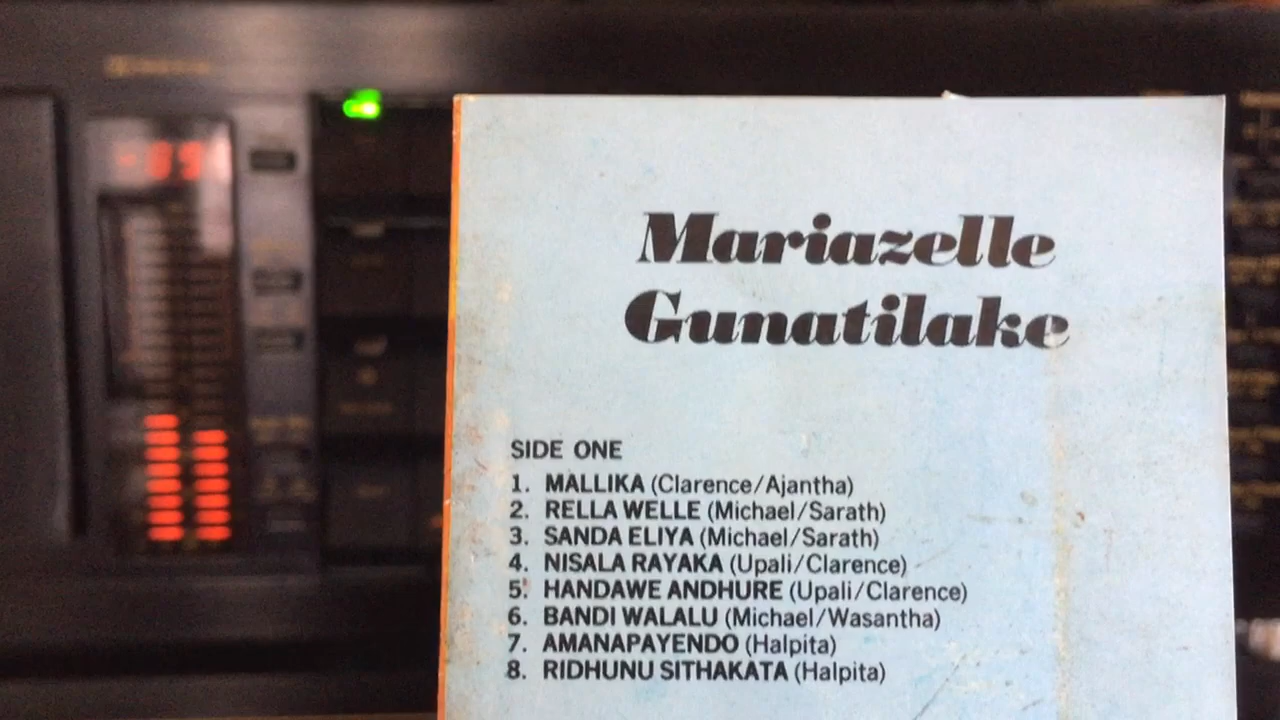 Mariazelle
Gunatilake
SIDE ONE
1. MALLIKA (Clarence/Ajantha)
2. RELLA WELLE (Michael/Sarath)
3. SANDA ELIYA (Michael/Sarath)
4. NISALA RAYAKA (Upali/Clarence)
5. HANDAWE ANDHURE (Upali/Clarence)
6. BANDI WALALU (Michael/Wasantha)
7. AMANAPAYENDO (Halpita)
8. RIDHUNU SITHAKATA (Halpita)